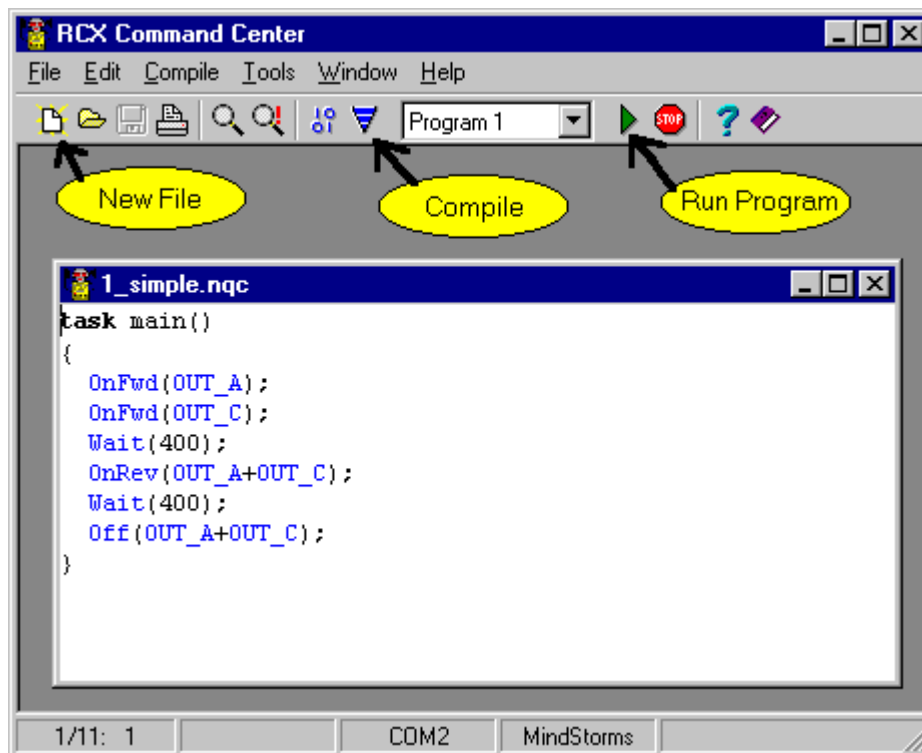 RCX Command Center
File Edit Compile Tools Window Help
Program 1 STOP ?
New File Compile Run Program
1_simple.nqc
task main()
{
OnFwd(OUT_A);
OnFwd(OUT_C);
Wait(400);
OnRev(OUT_A+OUT_C);
Wait(400);
Off(OUT_A+OUT_C);
}
1/11: 1 COM2 MindStorms